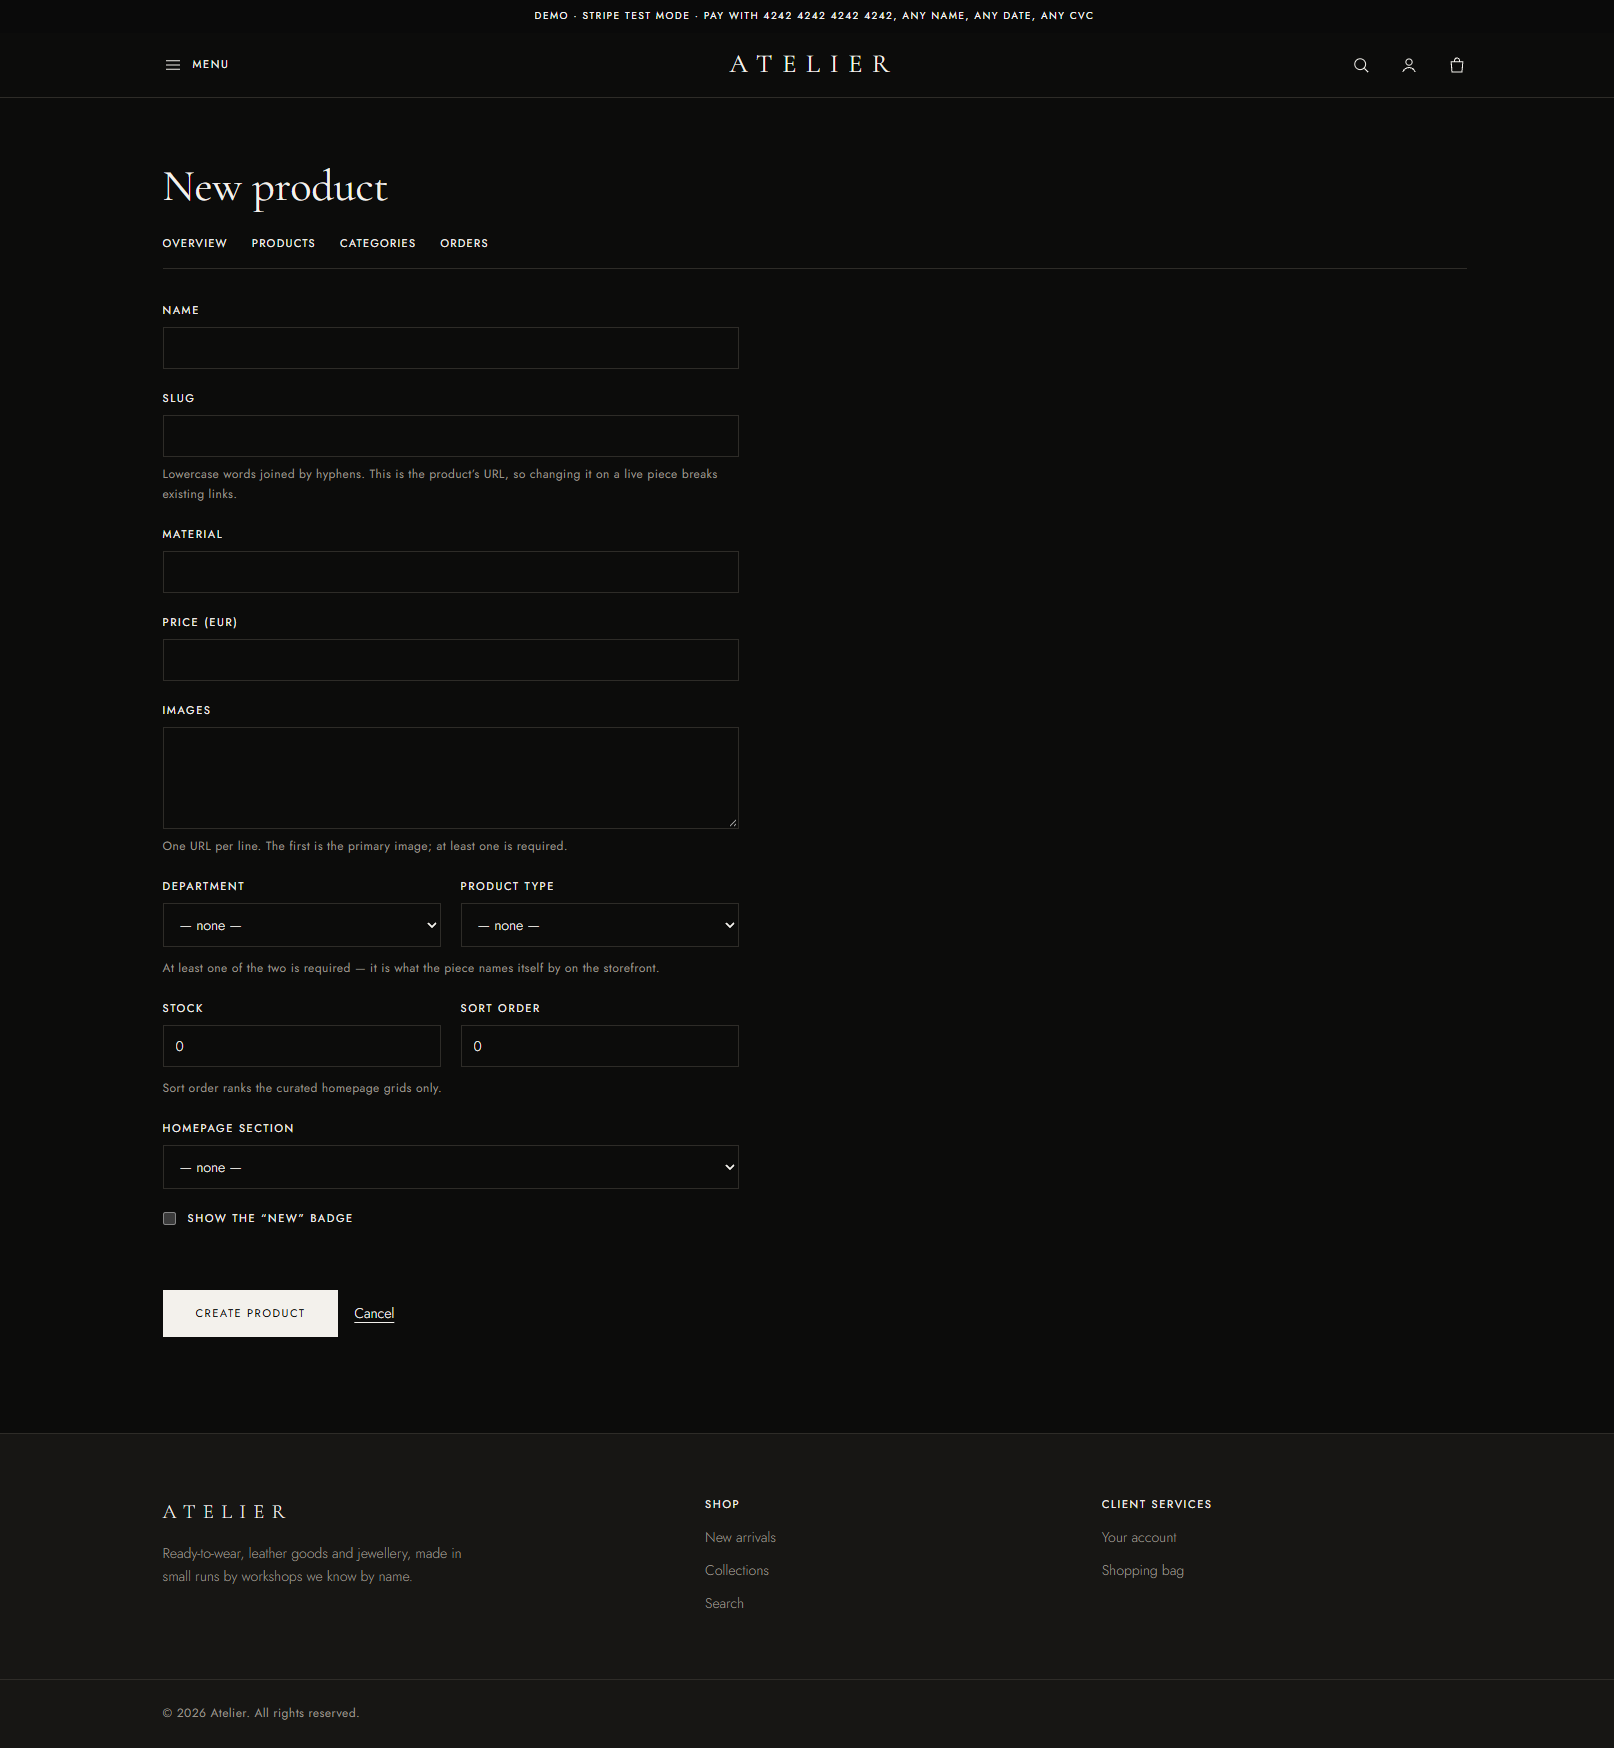 DEMO · STRIPE TEST MODE · PAY WITH 4242 4242 4242 4242, ANY NAME, ANY DATE, ANY CVC
MENU
ATELIER
New product
OVERVIEW PRODUCTS CATEGORIES ORDERS
NAME
SLUG
Lowercase words joined by hyphens. This is the product's URL, so changing it on a live piece breaks
existing links.
MATERIAL
PRICE (EUR)
IMAGES
One URL per line. The first is the primary image; at least one is required.
DEPARTMENT PRODUCT TYPE
— none — — none —
At least one of the two is required — it is what the piece names itself by on the storefront.
STOCK SORT ORDER
0 0
Sort order ranks the curated homepage grids only.
HOMEPAGE SECTION
— none —
SHOW THE “NEW” BADGE
CREATE PRODUCT Cancel
ATELIER
Ready-to-wear, leather goods and jewellery, made in
small runs by workshops we know by name.
SHOP
New arrivals
Collections
Search
CLIENT SERVICES
Your account
Shopping bag
© 2026 Atelier. All rights reserved.